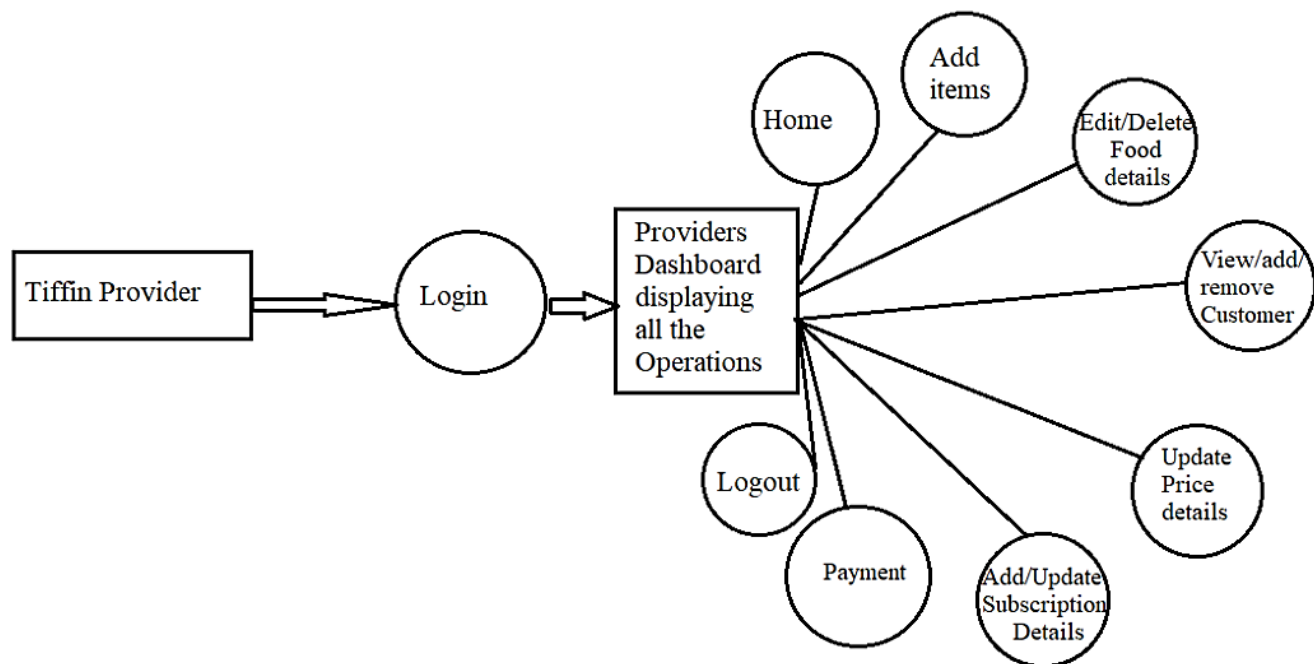 Tiffin Provider
Login
Providers
Dashboard
displaying
all the
Operations
Home
Add
items
Edit/Delete
Food
details
View/add/
remove
Customer
Update
Price
details
Add/Update
Subscription
Details
Payment
Logout